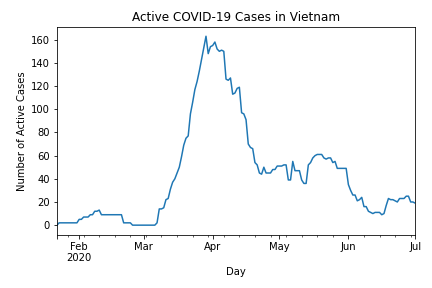 Active COVID-19 Cases in Vietnam
Number of Active Cases
160
140
120
100
80
60
40
20
0
Feb Mar Apr May Jun Jul
2020
Day